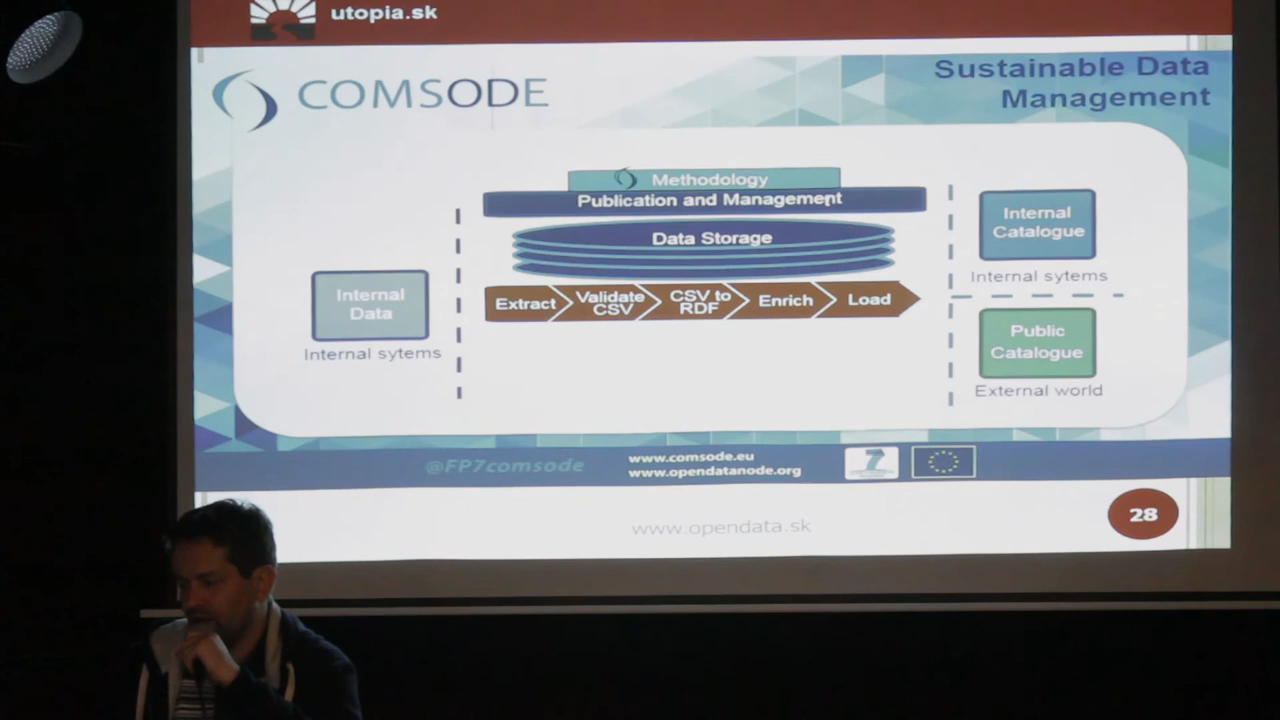 utopia.sk
COMSODE
Sustainable Data
Management
Methodology
Publication and Management
Data Storage
Internal
Data
Internal sytems
Extract
Validate
CSV
CSV to
RDF
Enrich
Load
Internal
Catalogue
Internal sytems
Public
Catalogue
External world
@FP7comsode
www.comsode.eu
www.opendatanode.org
7
www.opendata.sk
28